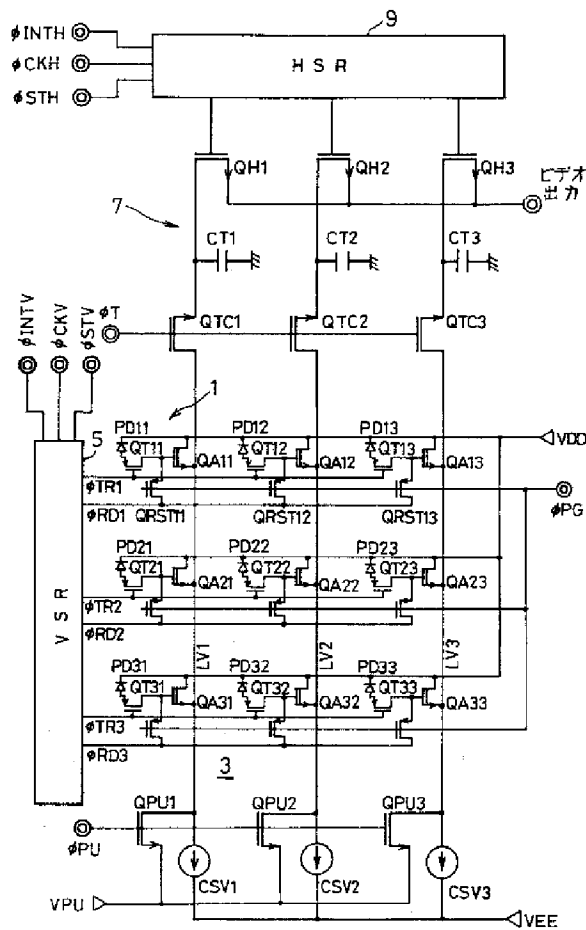 φINTH
φCKH
φSTH
9
H S R
QH1
QH2
QH3
ビデオ
出力
7
CT1
CT2
CT3
φINTV
φCKV
φSTV
φT
QTC1
QTC2
QTC3
1
5
PD11
PD12
PD13
QT11
QT12
QT13
VDD
QA11
QA12
QA13
φTR1
φPG
φRD1
QRST11
QRST12
QRST13
PD21
PD22
PD23
QT21
QT22
QT23
QA21
QA22
QA23
V S R
φTR2
φRD2
LV1
LV2
LV3
PD31
PD32
PD33
QT31
QT32
QT33
QA31
QA32
QA33
φTR3
φRD3
3
QPU1
QPU2
QPU3
φPU
CSV1
CSV2
CSV3
VPU
VEE